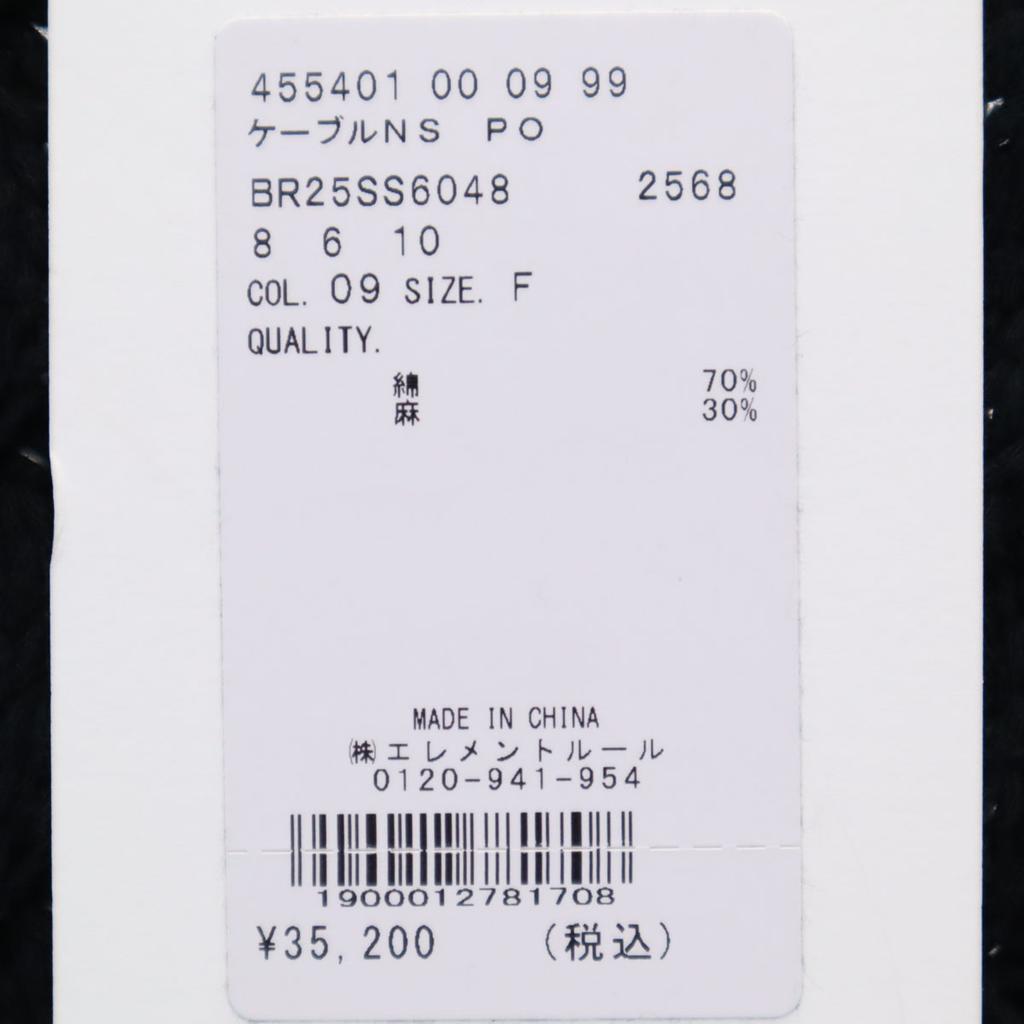 455401 00 09 99
ケーブルNS PO
BR25SS6048 2568
8 6 10
COL. 09 SIZE. F
QUALITY.
綿 70%
麻 30%
MADE IN CHINA
㈱エレメントルール
0120-941-954
1900012781708
¥35,200 (税込)